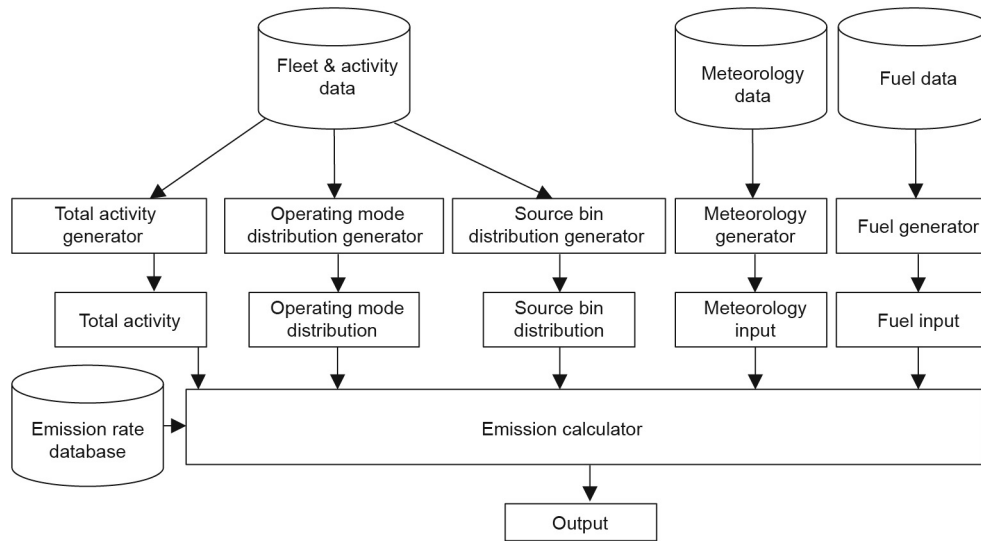 Fleet & activity
data
Meteorology
data
Fuel data
Total activity
generator
Operating mode
distribution generator
Source bin
distribution generator
Meteorology
generator
Fuel generator
Total activity
Operating mode
distribution
Source bin
distribution
Meteorology
input
Fuel input
Emission rate
database
Emission calculator
Output